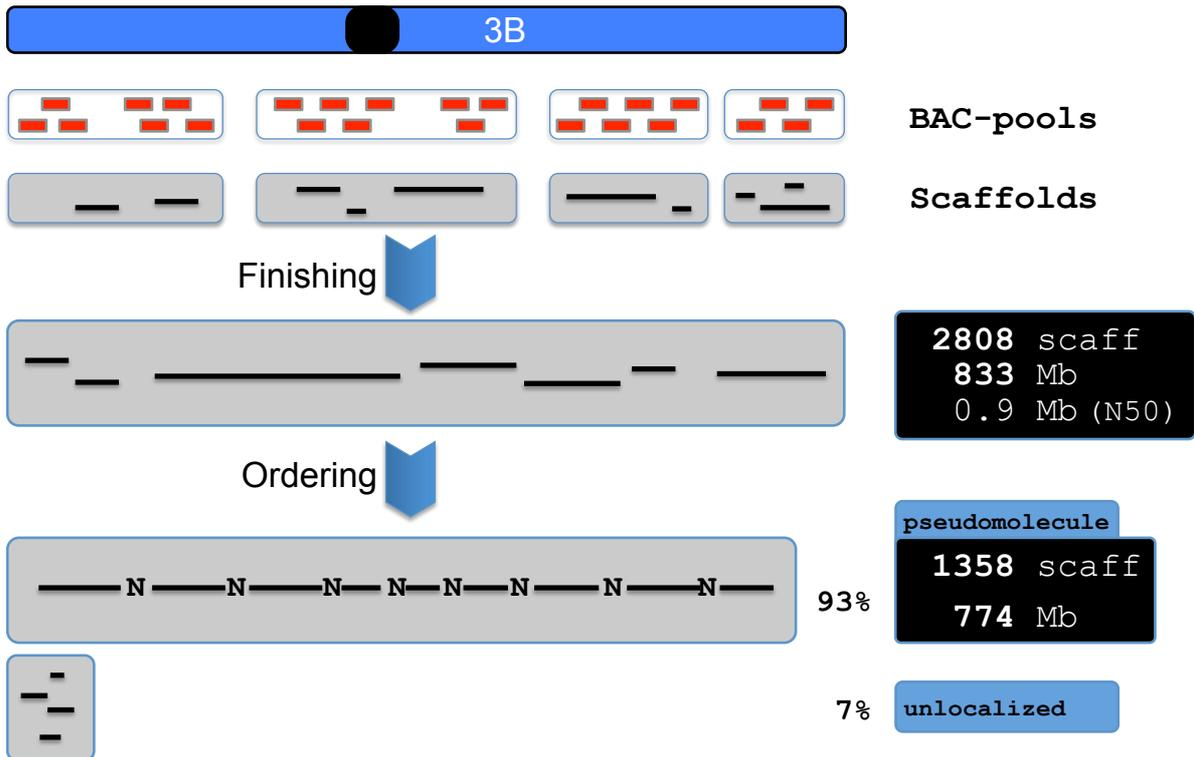 3B
BAC-pools
Scaffolds
Finishing
2808 scaff
833 Mb
0.9 Mb (N50)
Ordering
pseudomolecule
N N N N N N N N
93%
1358 scaff
774 Mb
7%
unlocalized